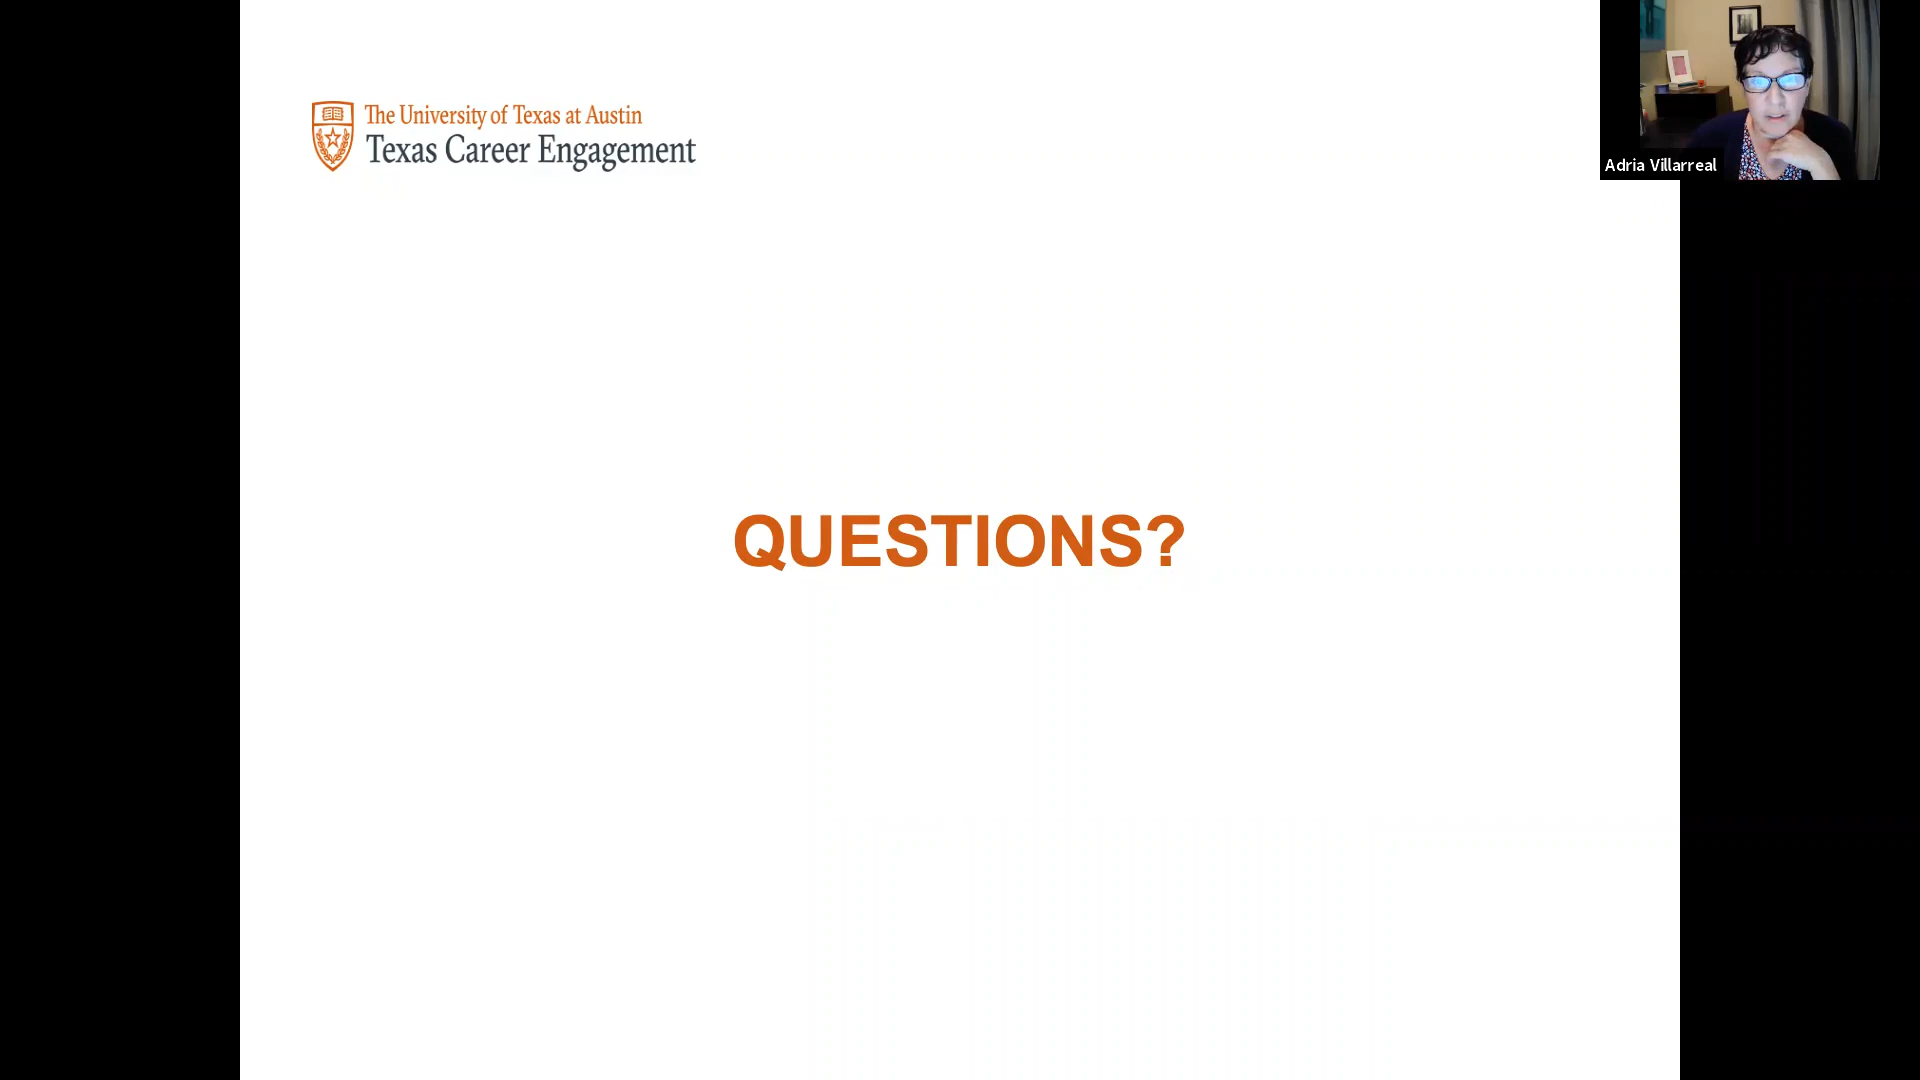 The University of Texas at Austin
Texas Career Engagement
Adria Villarreal
QUESTIONS?